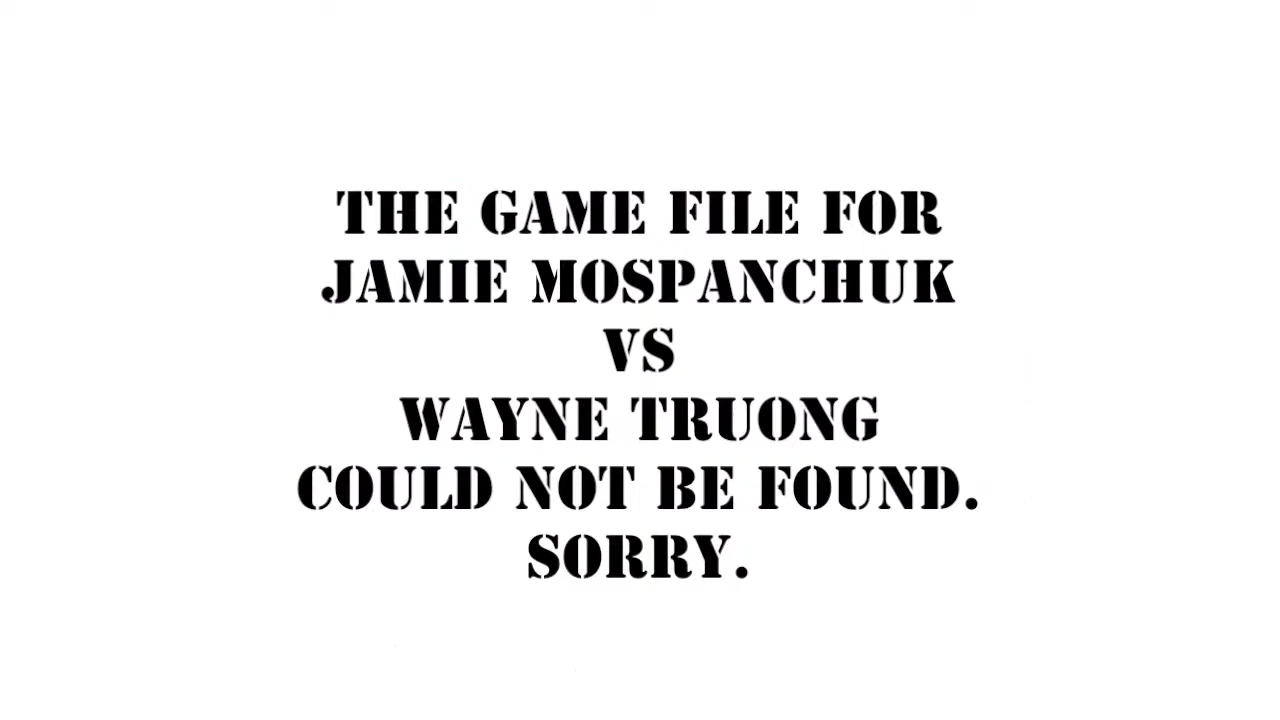 THE GAME FILE FOR
JAMIE MOSPANCHUK
VS
WAYNE TRUONG
COULD NOT BE FOUND.
SORRY.